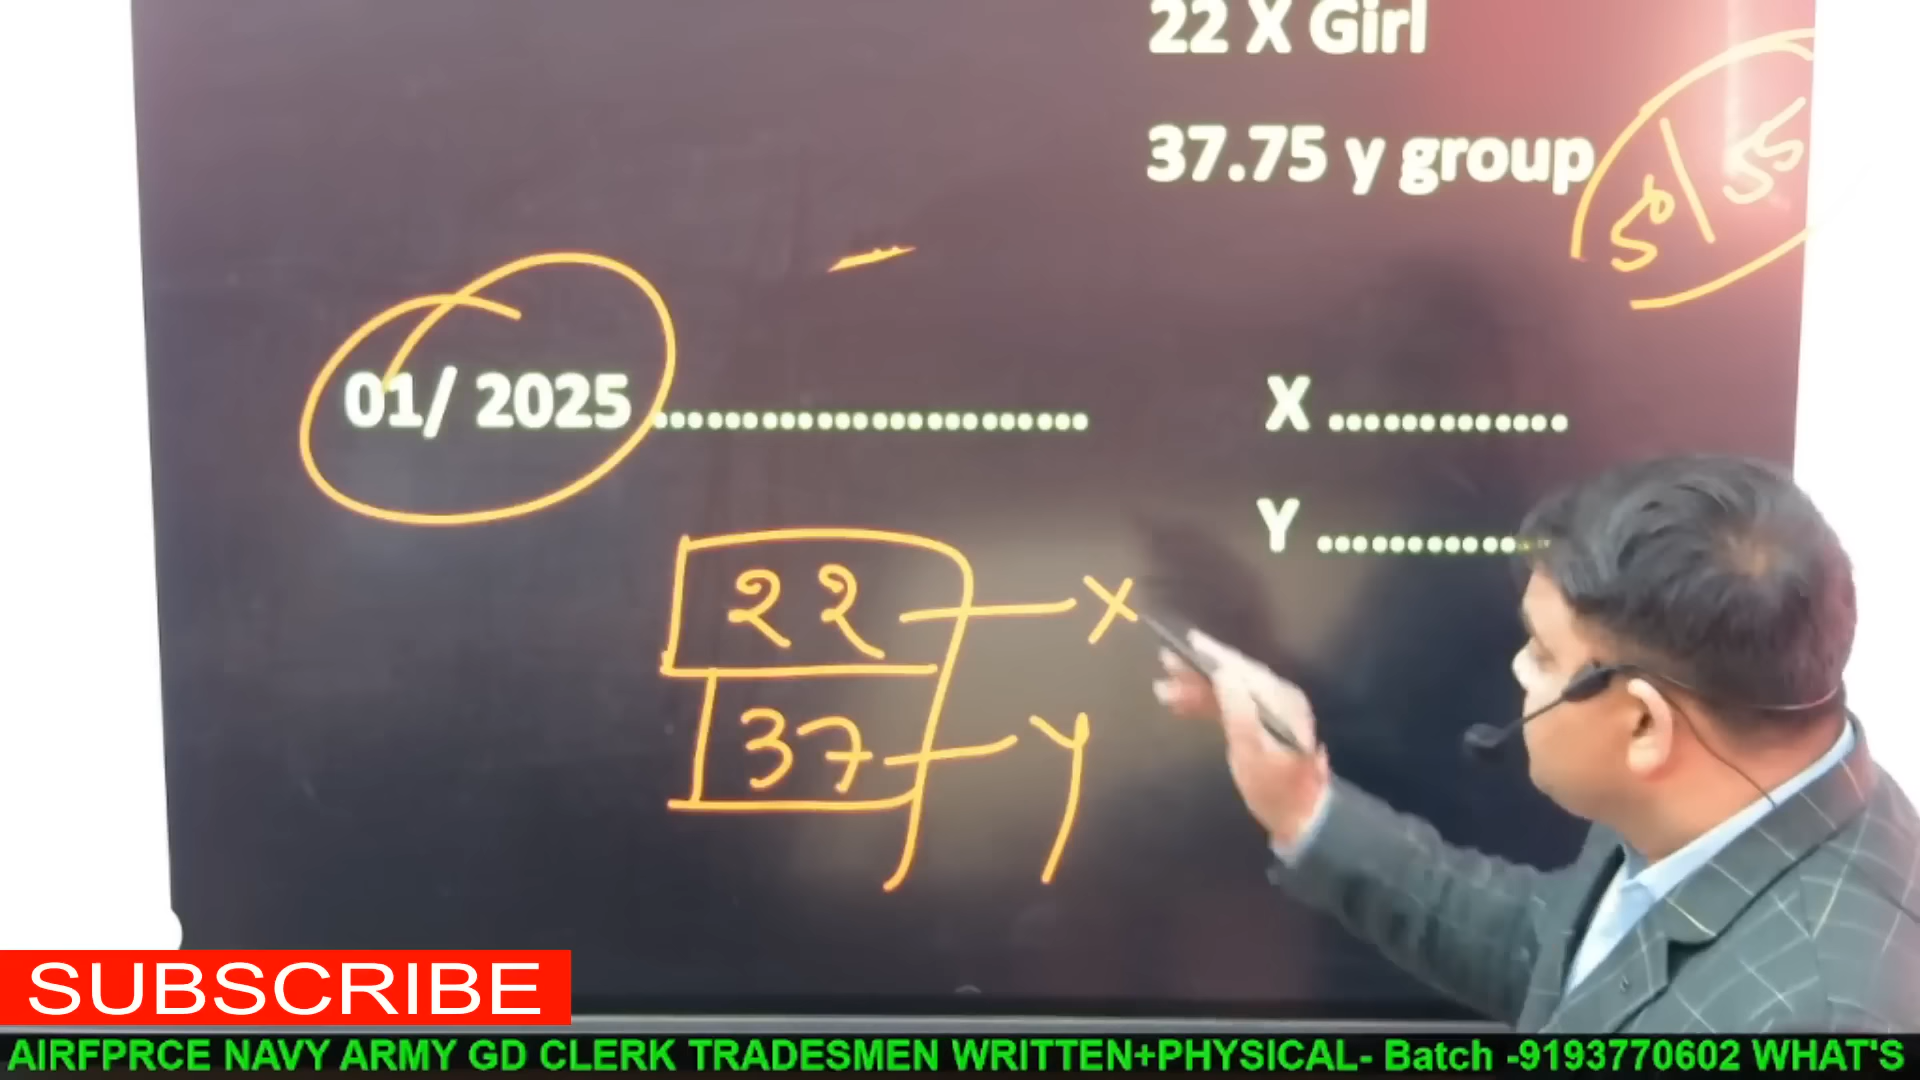 22 X Girl
37.75 y group
50 | 55
01/ 2025 ........................ X .............
Y .............
२२ — X
37 — y
SUBSCRIBE
AIRFPRCE NAVY ARMY GD CLERK TRADESMEN WRITTEN+PHYSICAL- Batch -9193770602 WHAT'S